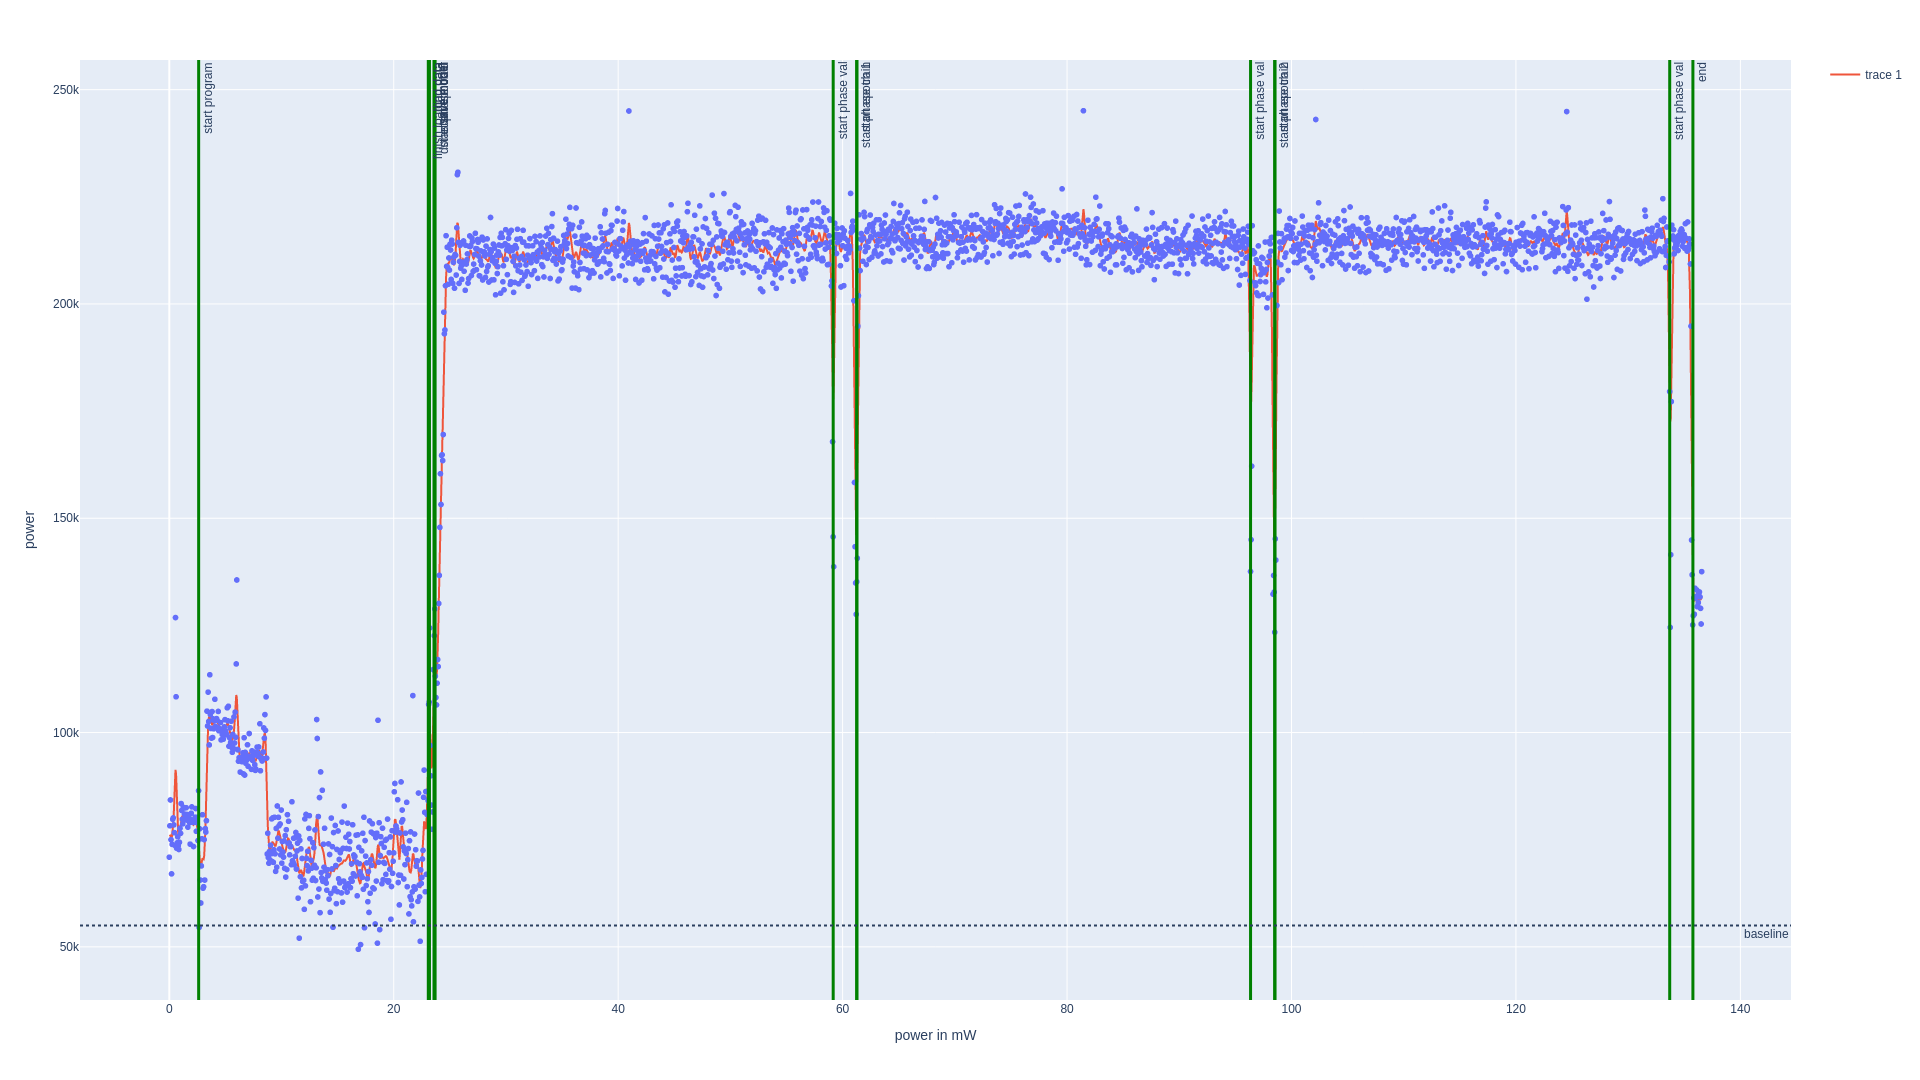 250k
200k
150k
100k
50k
0
20
40
60
80
100
120
140
power
power in mW
start program
start phase val
start phase val
start phase val
end
baseline
trace 1